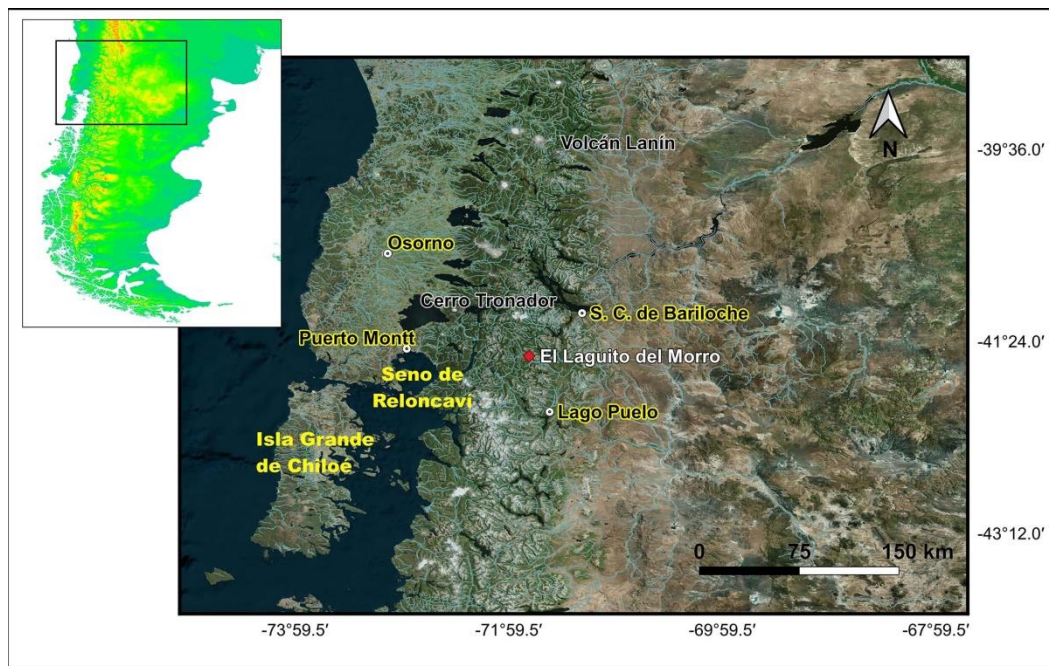 Volcán Lanín
N
-39°36.0′
Osorno
Cerro Tronador
S. C. de Bariloche
Puerto Montt
El Laguito del Morro
-41°24.0′
Seno de
Reloncaví
Lago Puelo
Isla Grande
de Chiloé
-43°12.0′
0 75 150 km
-73°59.5′ -71°59.5′ -69°59.5′ -67°59.5′